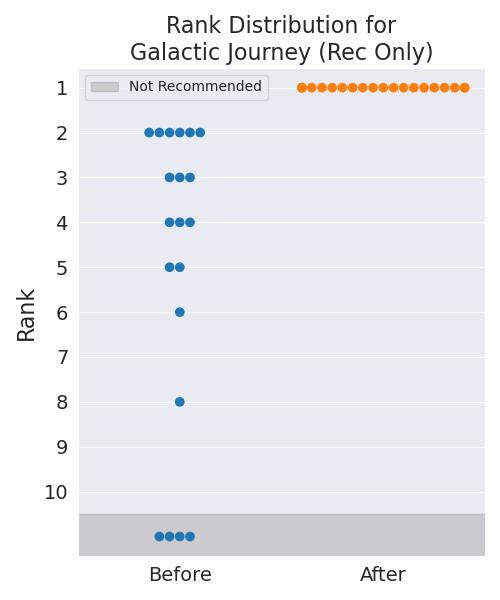 Rank Distribution for
Galactic Journey (Rec Only)
Not Recommended
1
2
3
4
5
6
7
8
9
10
Rank
Before
After